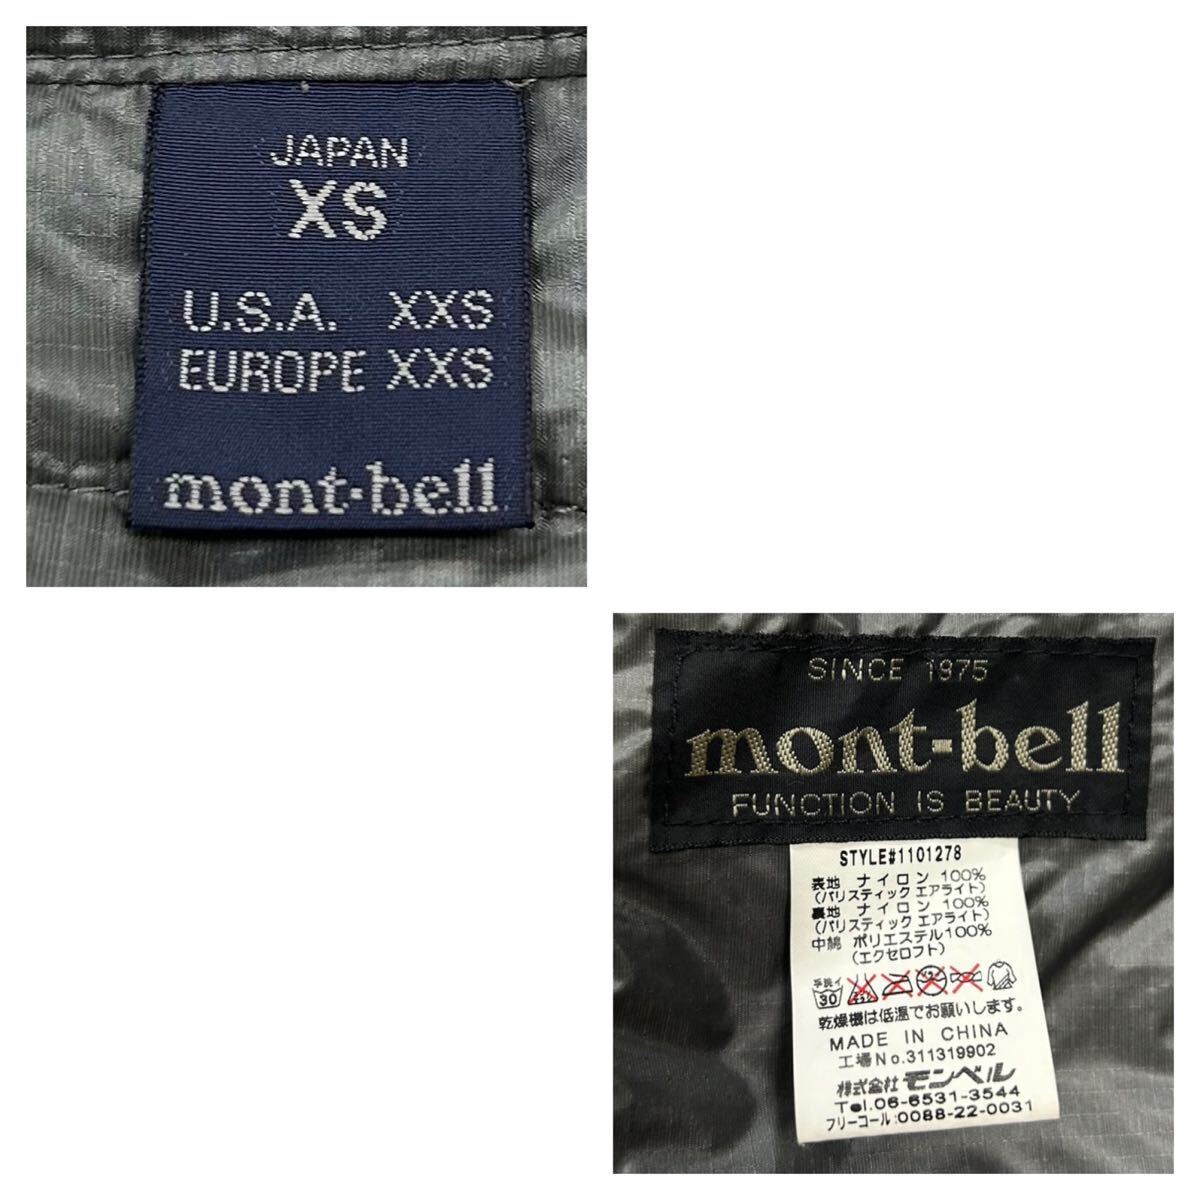 JAPAN
XS
U.S.A. XXS
EUROPE XXS
mont-bell
SINCE 1975
mont-bell
FUNCTION IS BEAUTY
STYLE#1101278
表地 ナイロン 100%
(バリスティック エアライト)
裏地 ナイロン 100%
(バリスティック エアライト)
中綿 ポリエステル100%
(エクセロフト)
手洗イ
30
乾燥機は低温でお願いします。
MADE IN CHINA
工場No.311319902
株式会社 モンベル
Tel.06-6531-3544
フリーコール:0088-22-0031